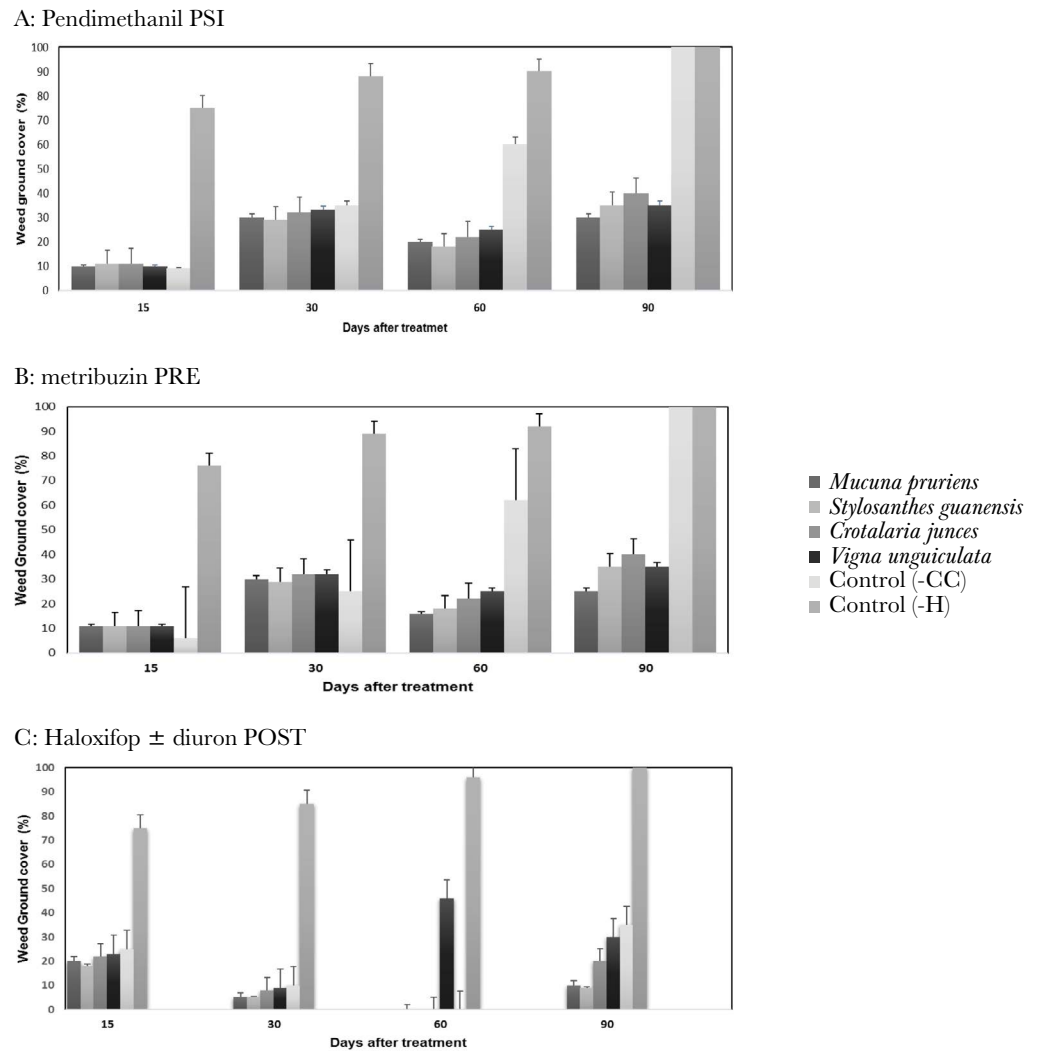 A: Pendimethanil PSI
100
90
80
70
60
50
40
30
20
10
0
Weed ground cover (%)
15 30 60 90
Days after treatmet
B: metribuzin PRE
100
90
80
70
60
50
40
30
20
10
0
Weed Ground cover (%)
15 30 60 90
Days after treatment
Mucuna pruriens
Stylosanthes guanensis
Crotalaria junces
Vigna unguiculata
Control (-CC)
Control (-H)
C: Haloxifop ± diuron POST
100
90
80
70
60
50
40
30
20
10
0
Weed Ground cover (%)
15 30 60 90
Days after treatment